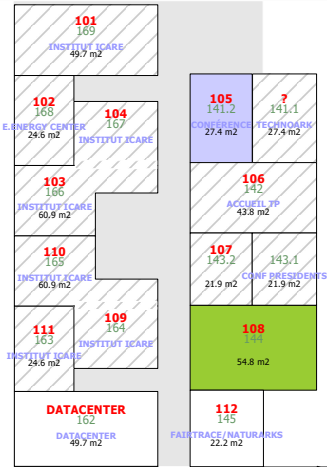 101
169
INSTITUT ICARE
49.7 m2
102
168
E.ENERGY CENTER
24.6 m2
104
167
INSTITUT ICARE
103
166
INSTITUT ICARE
60.9 m2
110
165
INSTITUT ICARE
60.9 m2
109
164
INSTITUT ICARE
111
163
INSTITUT ICARE
24.6 m2
DATACENTER
162
DATACENTER
49.7 m2
105
141.2
CONFÉRENCE
27.4 m2
?
141.1
TECHNOARK
27.4 m2
106
142
ACCUEIL TP
43.8 m2
107
143.2
21.9 m2
143.1
CONF PRESIDENTS
21.9 m2
108
144
54.8 m2
112
145
FAIRTRACE/NATURARKS
22.2 m2